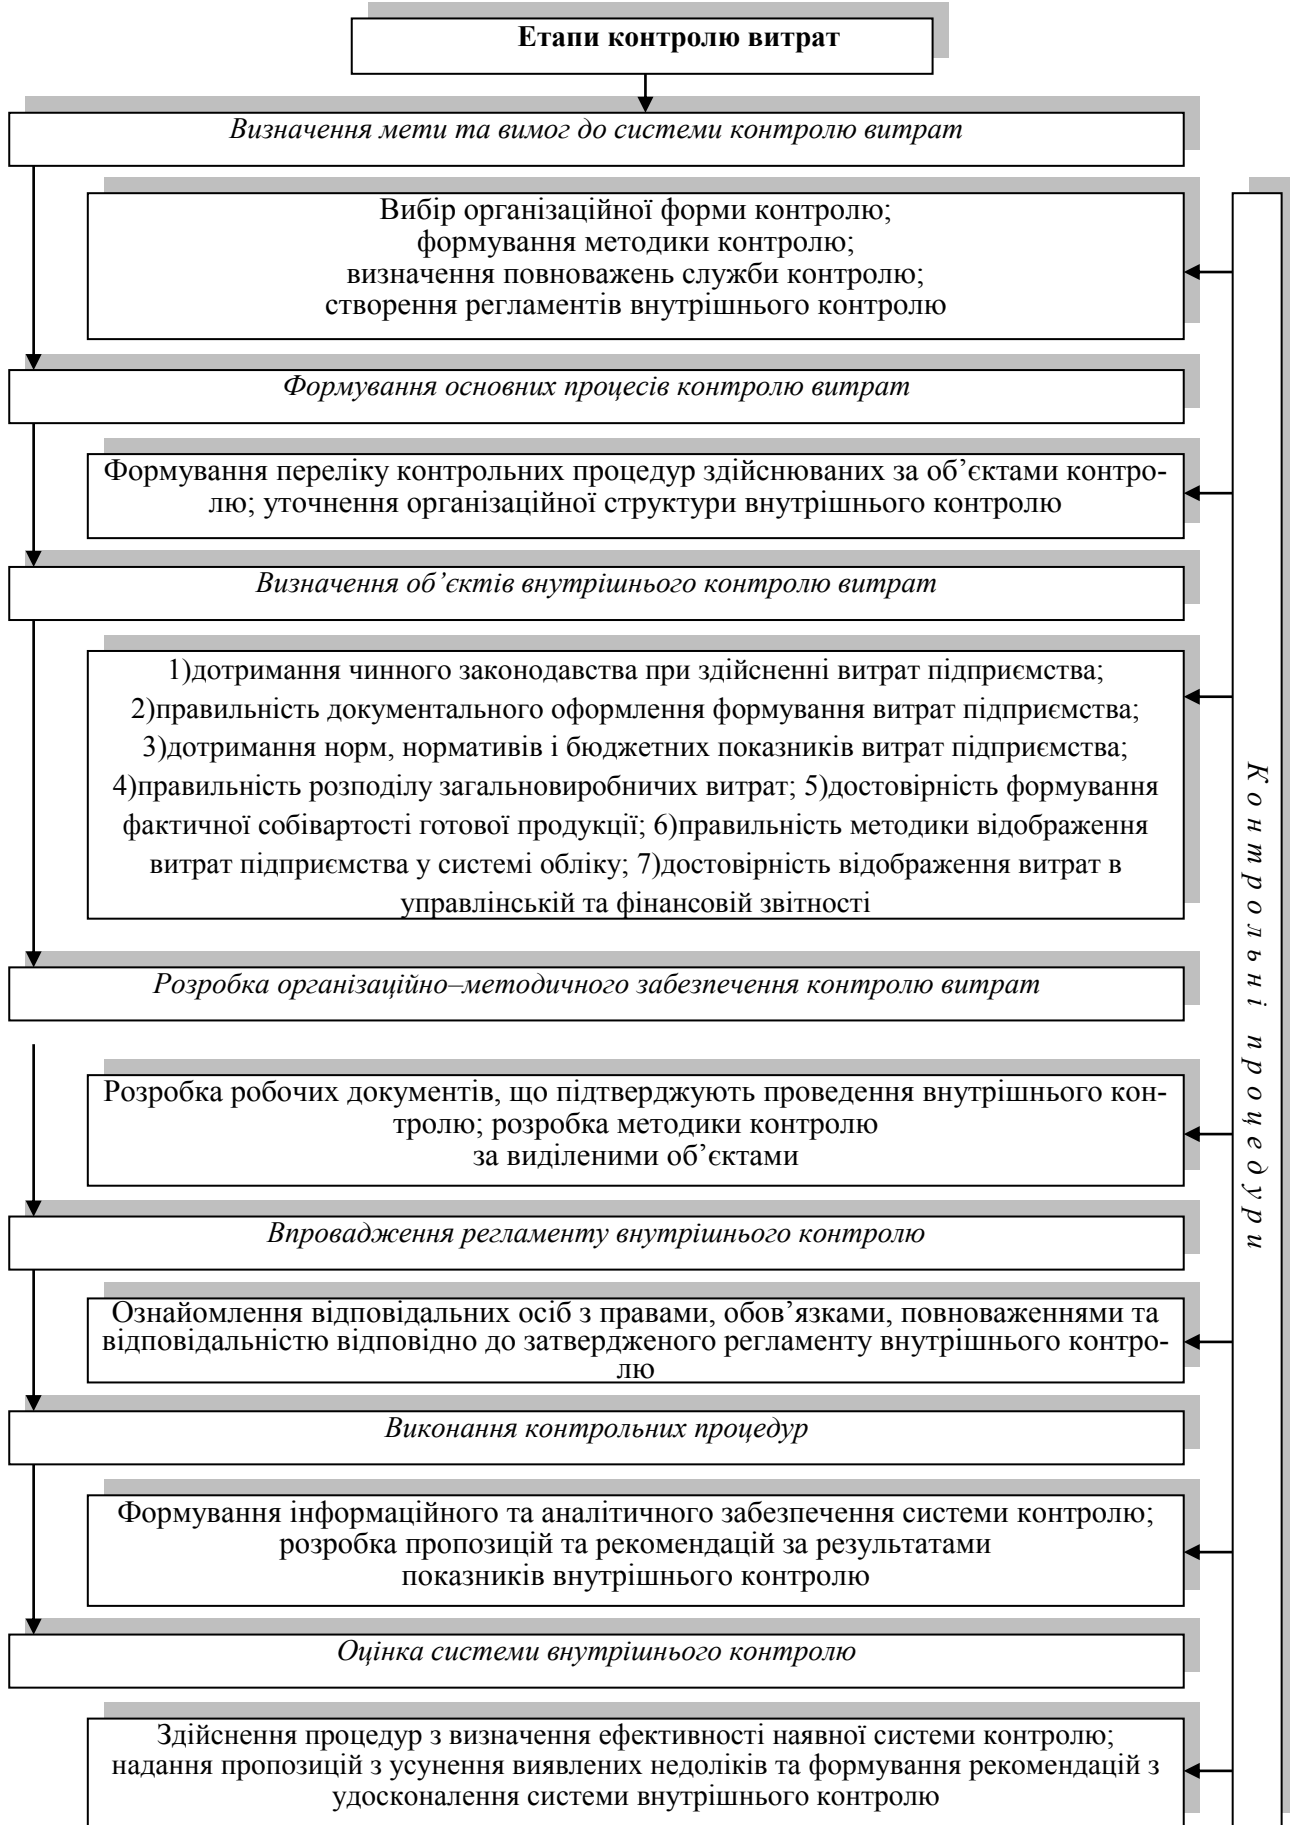 Етапи контролю витрат
Визначення мети та вимог до системи контролю витрат
Вибір організаційної форми контролю;
формування методики контролю;
визначення повноважень служби контролю;
створення регламентів внутрішнього контролю
Формування основних процесів контролю витрат
Формування переліку контрольних процедур здійснюваних за об’єктами контро-
лю; уточнення організаційної структури внутрішнього контролю
Визначення об’єктів внутрішнього контролю витрат
1)дотримання чинного законодавства при здійсненні витрат підприємства;
2)правильність документального оформлення формування витрат підприємства;
3)дотримання норм, нормативів і бюджетних показників витрат підприємства;
4)правильність розподілу загальновиробничих витрат; 5)достовірність формування
фактичної собівартості готової продукції; 6)правильність методики відображення
витрат підприємства у системі обліку; 7)достовірність відображення витрат в
управлінській та фінансовій звітності
Розробка організаційно–методичного забезпечення контролю витрат
Розробка робочих документів, що підтверджують проведення внутрішнього кон-
тролю; розробка методики контролю
за виділеними об’єктами
Впровадження регламенту внутрішнього контролю
Ознайомлення відповідальних осіб з правами, обов’язками, повноваженнями та
відповідальністю відповідно до затвердженого регламенту внутрішнього контро-
лю
Виконання контрольних процедур
Формування інформаційного та аналітичного забезпечення системи контролю;
розробка пропозицій та рекомендацій за результатами
показників внутрішнього контролю
Оцінка системи внутрішнього контролю
Здійснення процедур з визначення ефективності наявної системи контролю;
надання пропозицій з усунення виявлених недоліків та формування рекомендацій з
удосконалення системи внутрішнього контролю
Контрольні процедури